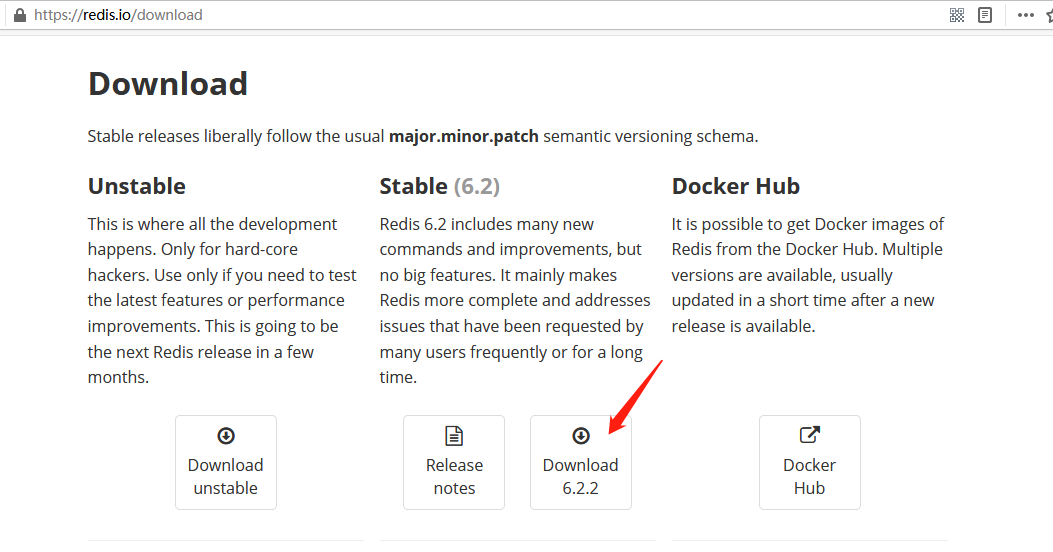 https://redis.io/download
Download
Stable releases liberally follow the usual major.minor.patch semantic versioning schema.
Unstable
This is where all the development
happens. Only for hard-core
hackers. Use only if you need to test
the latest features or performance
improvements. This is going to be
the next Redis release in a few
months.
Download
unstable
Stable (6.2)
Redis 6.2 includes many new
commands and improvements, but
no big features. It mainly makes
Redis more complete and addresses
issues that have been requested by
many users frequently or for a long
time.
Release
notes
Download
6.2.2
Docker Hub
It is possible to get Docker images of
Redis from the Docker Hub. Multiple
versions are available, usually
updated in a short time after a new
release is available.
Docker
Hub